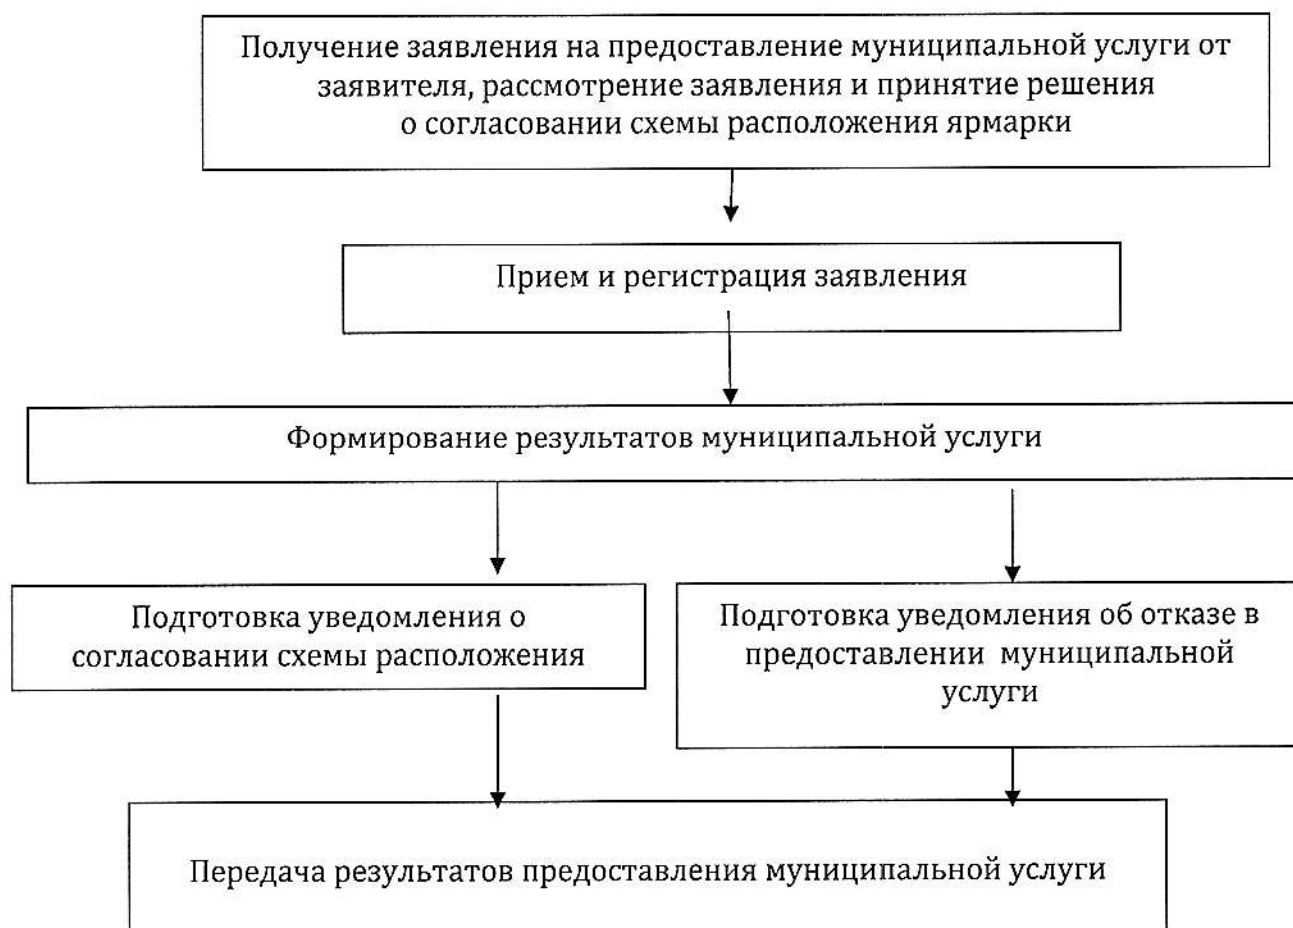 Получение заявления на предоставление муниципальной услуги от
заявителя, рассмотрение заявления и принятие решения
о согласовании схемы расположения ярмарки
Прием и регистрация заявления
Формирование результатов муниципальной услуги
Подготовка уведомления о
согласовании схемы расположения
Подготовка уведомления об отказе в
предоставлении муниципальной
услуги
Передача результатов предоставления муниципальной услуги